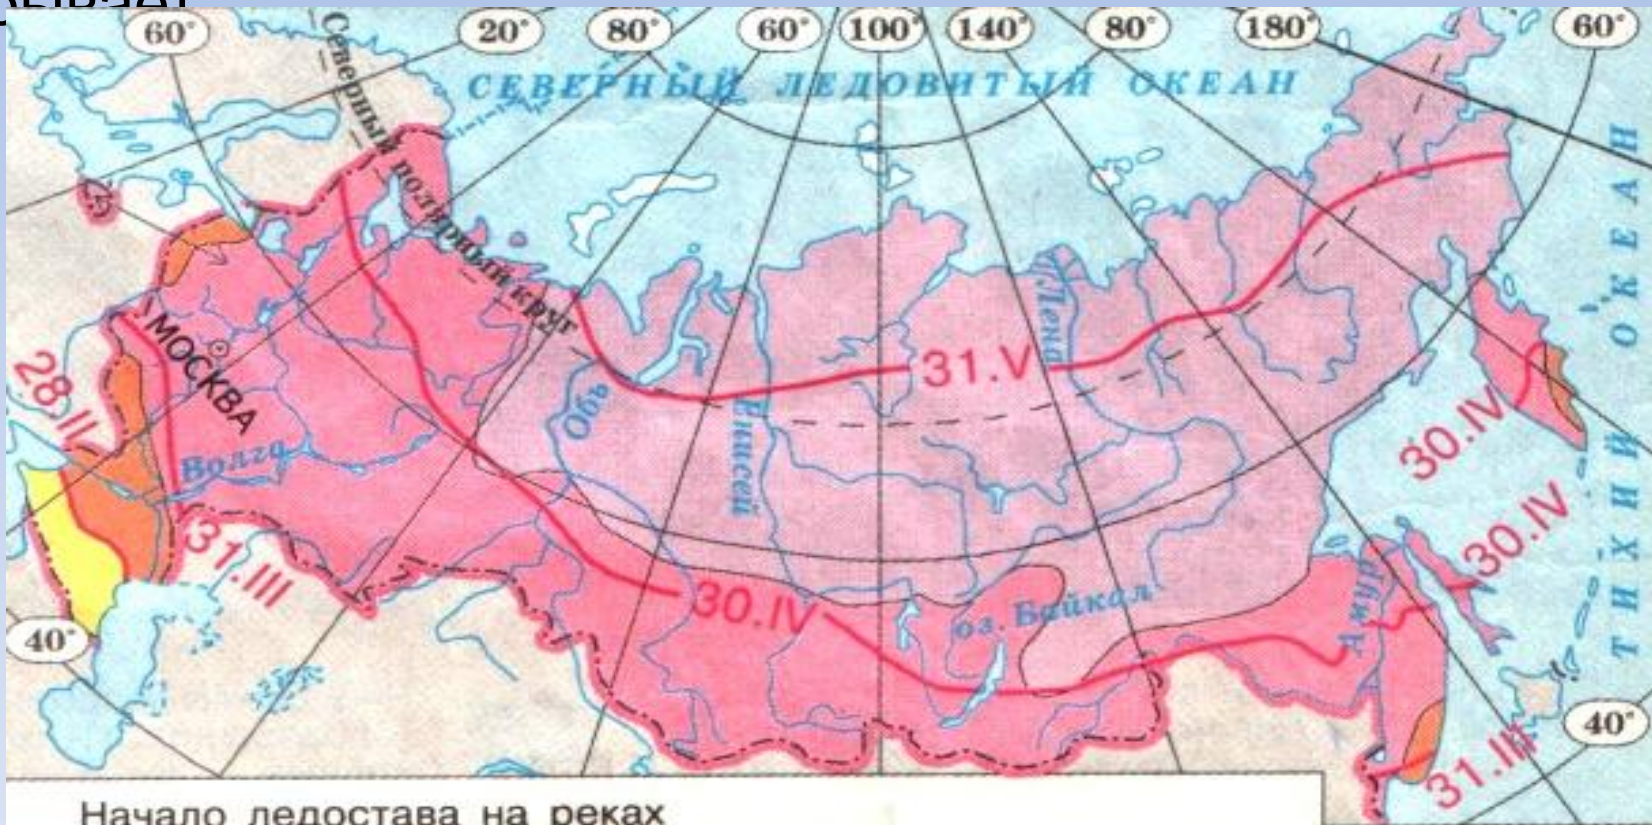 60° 20° 80° 60° 100° 140° 80° 180° 60°
СЕВЕРНЫЙ ЛЕДОВИТЫЙ ОКЕАН
Северный полярный круг
ТИХИЙ ОКЕАН
МОСКВА
28.II
Волга
31.III
Обь
Енисей
31.V
Лена
30.IV
30.IV
30.IV
оз. Байкал
Амур
40°
40°
31.III
Начало ледостава на реках